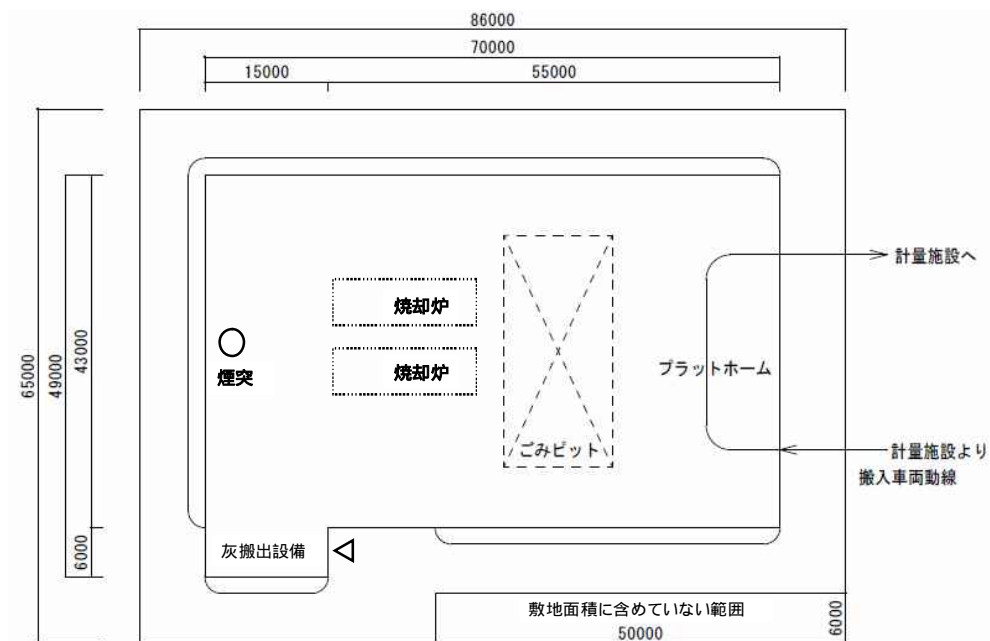 86000
70000
15000
55000
計量施設へ
焼却炉
65000
49000
43000
煙突
焼却炉
プラットホーム
ごみピット
計量施設より
搬入車両動線
6000
灰搬出設備
敷地面積に含めていない範囲
6000
50000